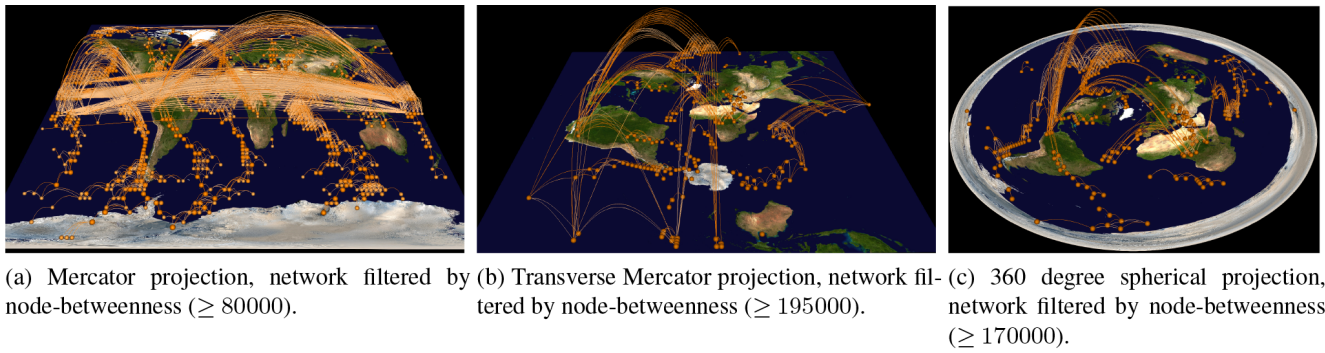 (a) Mercator projection, network filtered by
node-betweenness (≥ 80000).
(b) Transverse Mercator projection, network fil-
tered by node-betweenness (≥ 195000).
(c) 360 degree spherical projection,
network filtered by node-betweenness
(≥ 170000).